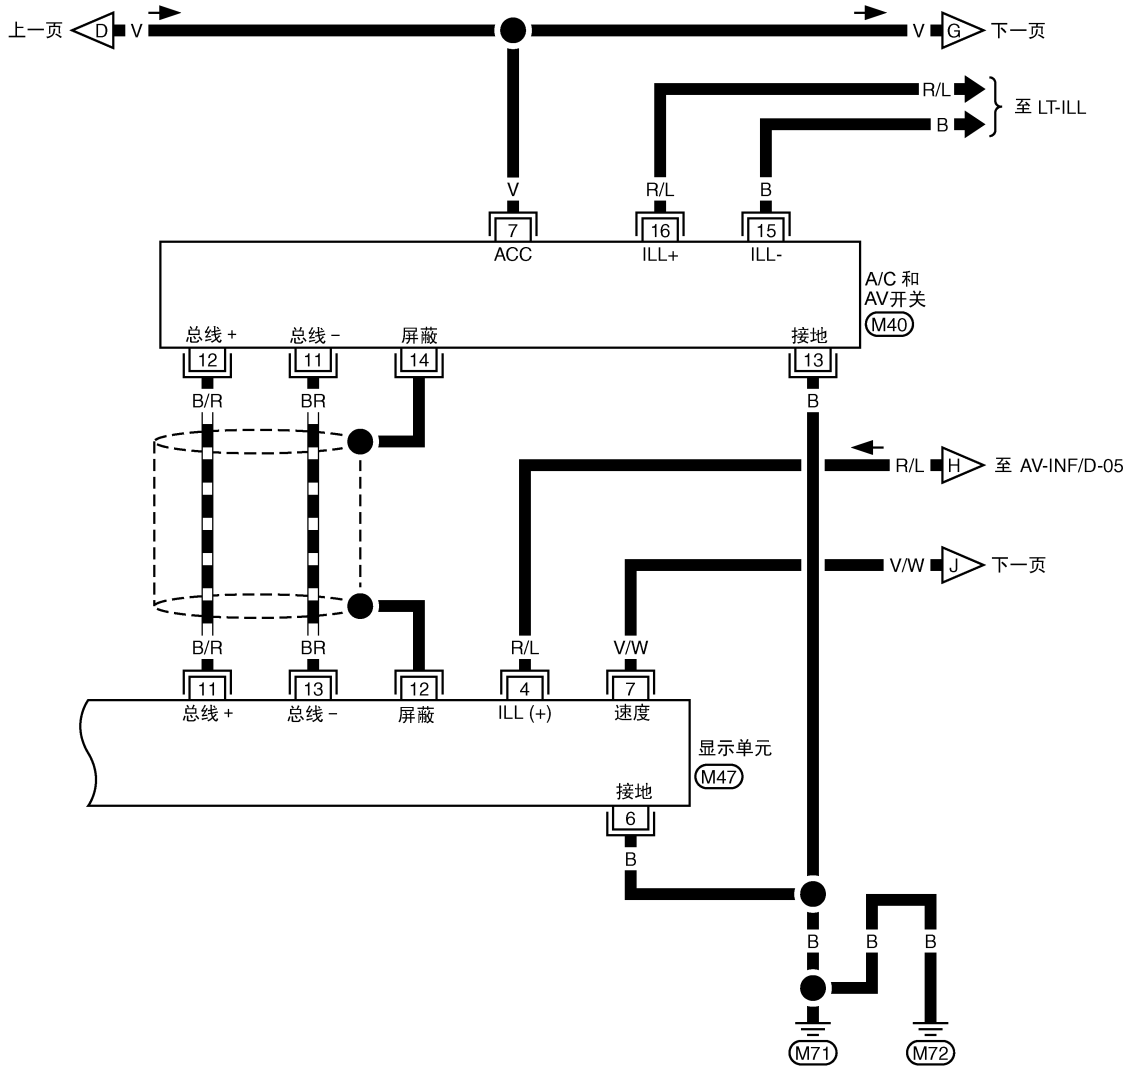 上一页 D V V G 下一页
R/L
B
至 LT-ILL
V R/L B
7 16 15
ACC ILL+ ILL-
A/C 和
AV开关
M40
总线 + 总线 − 屏蔽 接地
12 11 14 13
B/R BR B
R/L H 至 AV-INF/D-05
V/W J 下一页
B/R BR R/L V/W
11 13 12 4 7
总线 + 总线 − 屏蔽 ILL (+) 速度
显示单元
M47
接地
6
B
B B B
M71 M72